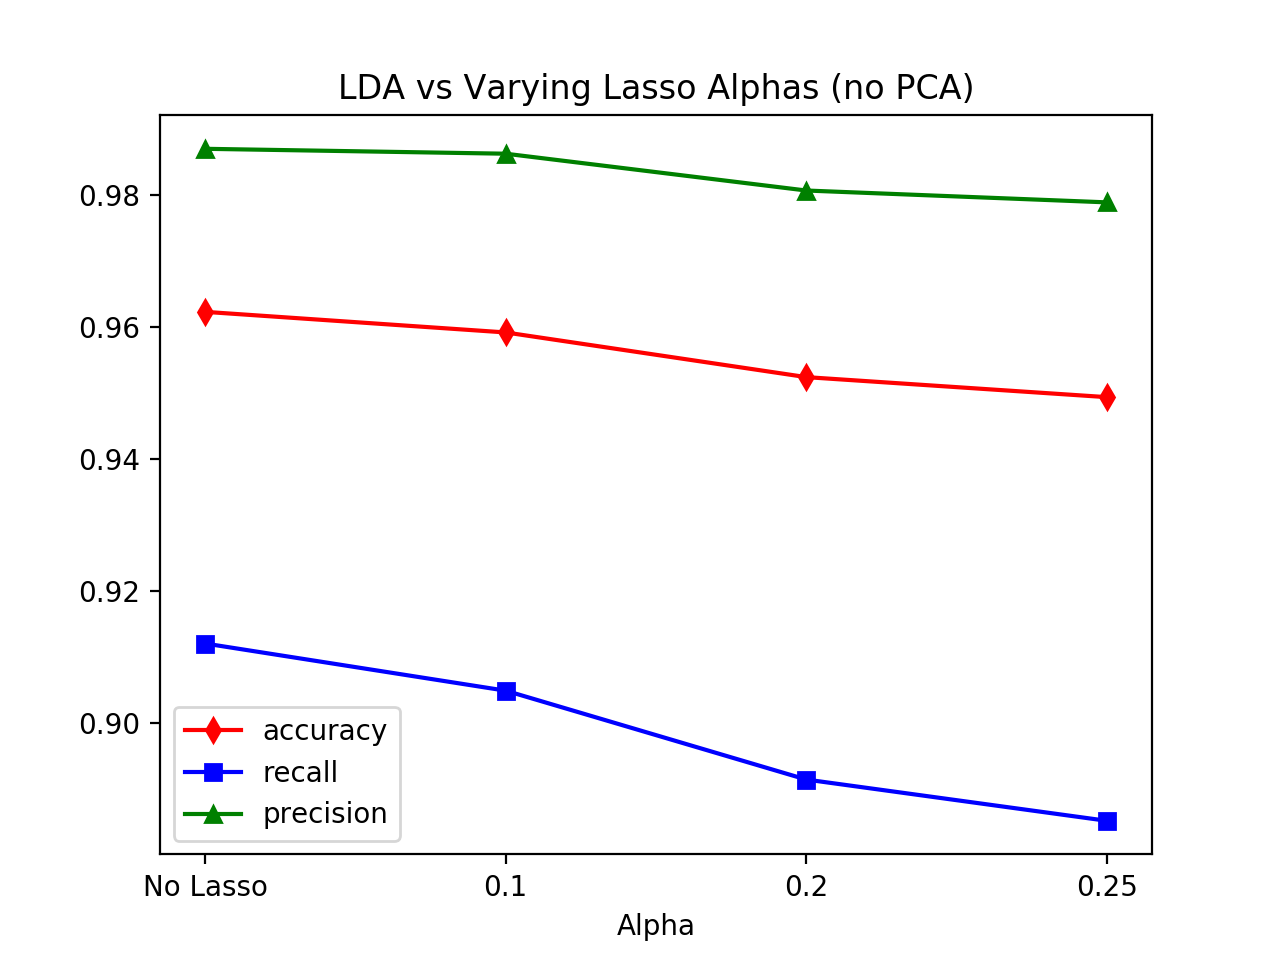 LDA vs Varying Lasso Alphas (no PCA)
0.98
0.96
0.94
0.92
0.90
accuracy
recall
precision
No Lasso 0.1 0.2 0.25
Alpha